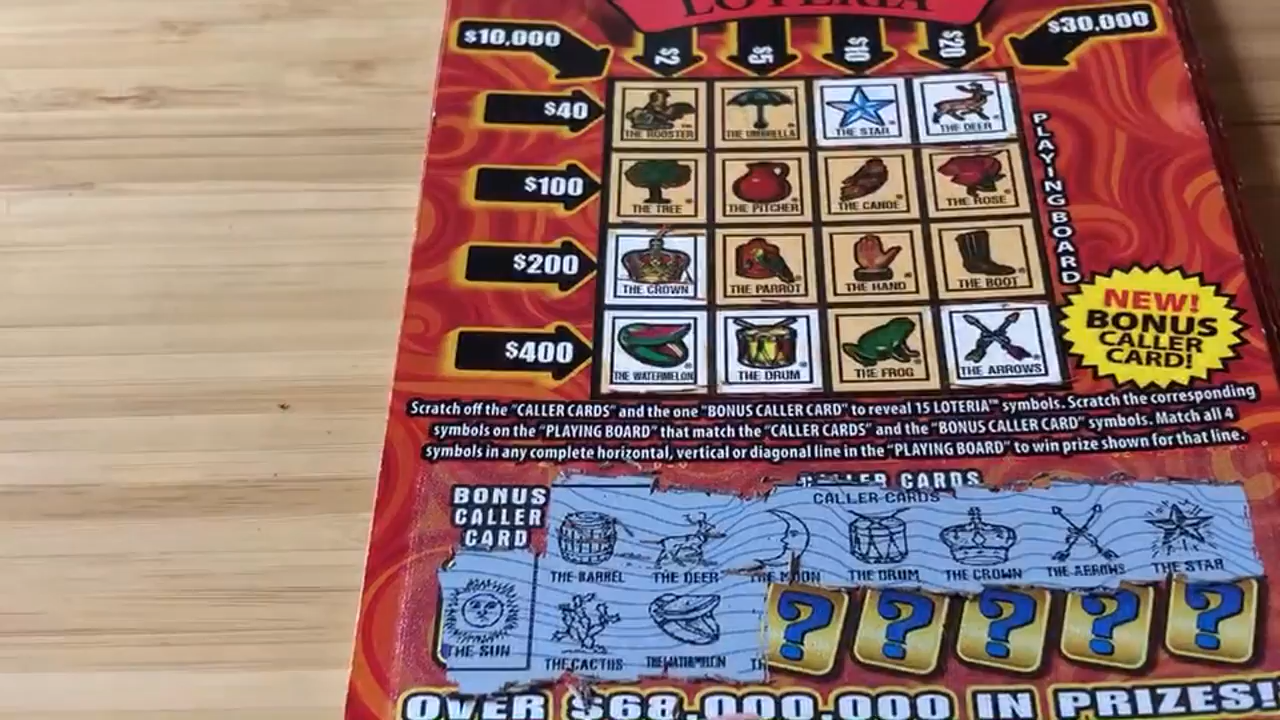 LOTERIA
$10,000 $2 $5 $10 $20 $30,000
$40 THE ROOSTER THE UMBRELLA THE STAR THE DEER
$100 THE TREE THE PITCHER THE CANOE THE ROSE
$200 THE CROWN THE PARROT THE HAND THE BOOT
$400 THE WATERMELON THE DRUM THE FROG THE ARROWS
PLAYING BOARD
NEW!
BONUS
CALLER
CARD!
Scratch off the "CALLER CARDS" and the one "BONUS CALLER CARD" to reveal 15 LOTERIA™ symbols. Scratch the corresponding
symbols on the "PLAYING BOARD" that match the "CALLER CARDS" and the "BONUS CALLER CARD" symbols. Match all 4
symbols in any complete horizontal, vertical or diagonal line in the "PLAYING BOARD" to win prize shown for that line.
CALLER CARDS
CALLER CARDS
BONUS
CALLER
CARD
THE BARREL THE DEER THE MOON THE DRUM THE CROWN THE ARROWS THE STAR
THE SUN THE CACTUS THE WATERMELON TH
? ? ? ? ?
OVER $68,000,000 IN PRIZES!